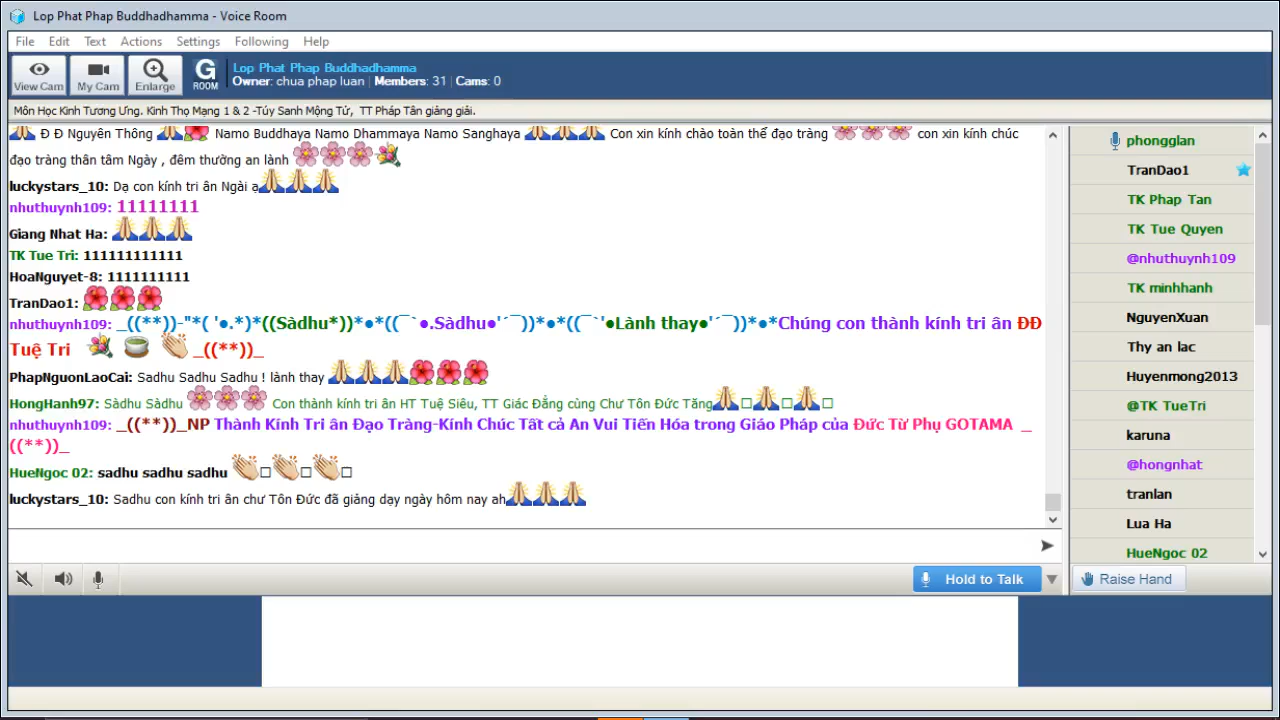 Lop Phat Phap Buddhadhamma - Voice Room
File Edit Text Actions Settings Following Help
View Cam My Cam Enlarge G ROOM
Lop Phat Phap Buddhadhamma
Owner: chua phap luan | Members: 31 | Cams: 0
Môn Học Kinh Tương Ưng. Kinh Thọ Mạng 1 & 2 -Túy Sanh Mộng Tử, TT Pháp Tân giảng giải.
Đ Đ Nguyên Thông Namo Buddhaya Namo Dhammaya Namo Sanghaya Con xin kính chào toàn thể đạo tràng con xin kính chúc
đạo tràng thân tâm Ngày , đêm thường an lành
luckystars_10: Dạ con kính tri ân Ngài ạ
nhuthuynh109: 11111111
Giang Nhat Ha:
TK Tue Tri: 111111111111
HoaNguyet-8: 1111111111
TranDao1:
nhuthuynh109: _((**))-"*( '●.*)*((Sàdhu*))*●*((¯`●.Sàdhu●'´¯))*●*((¯`'●Lành thay●'´¯))*●*Chúng con thành kính tri ân ĐĐ
Tuệ Tri _((**))_
PhapNguonLaoCai: Sadhu Sadhu Sadhu ! lành thay
HongHanh97: Sàdhu Sàdhu Con thành kính tri ân HT Tuệ Siêu, TT Giác Đẳng cùng Chư Tôn Đức Tăng
nhuthuynh109: _((**))_NP Thành Kính Tri ân Đạo Tràng-Kính Chúc Tất cả An Vui Tiến Hóa trong Giáo Pháp của Đức Từ Phụ GOTAMA _
((**))_
HueNgoc 02: sadhu sadhu sadhu
luckystars_10: Sadhu con kính tri ân chư Tôn Đức đã giảng dạy ngày hôm nay ah
phongglan
TranDao1
TK Phap Tan
TK Tue Quyen
@nhuthuynh109
TK minhhanh
NguyenXuan
Thy an lac
Huyenmong2013
@TK TueTri
karuna
@hongnhat
tranlan
Lua Ha
HueNgoc 02
Hold to Talk
Raise Hand